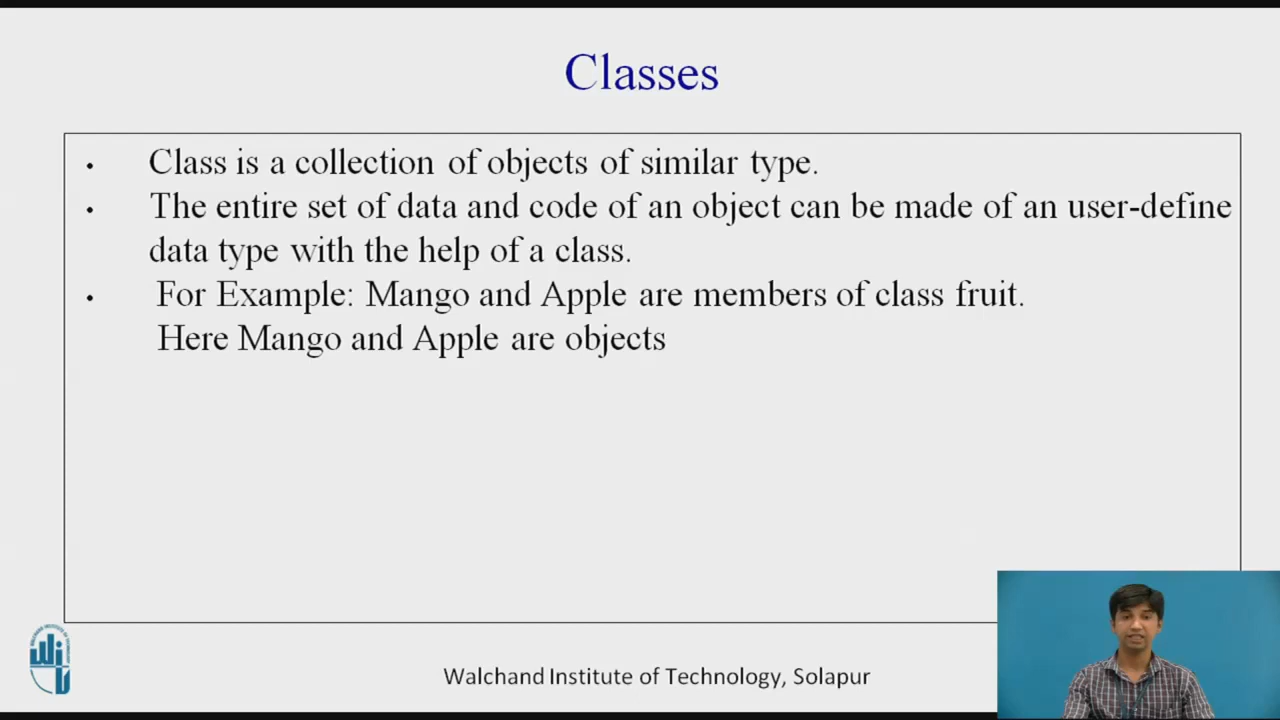 Classes
• Class is a collection of objects of similar type.
• The entire set of data and code of an object can be made of an user-define
data type with the help of a class.
• For Example: Mango and Apple are members of class fruit.
Here Mango and Apple are objects
Walchand Institute of Technology, Solapur